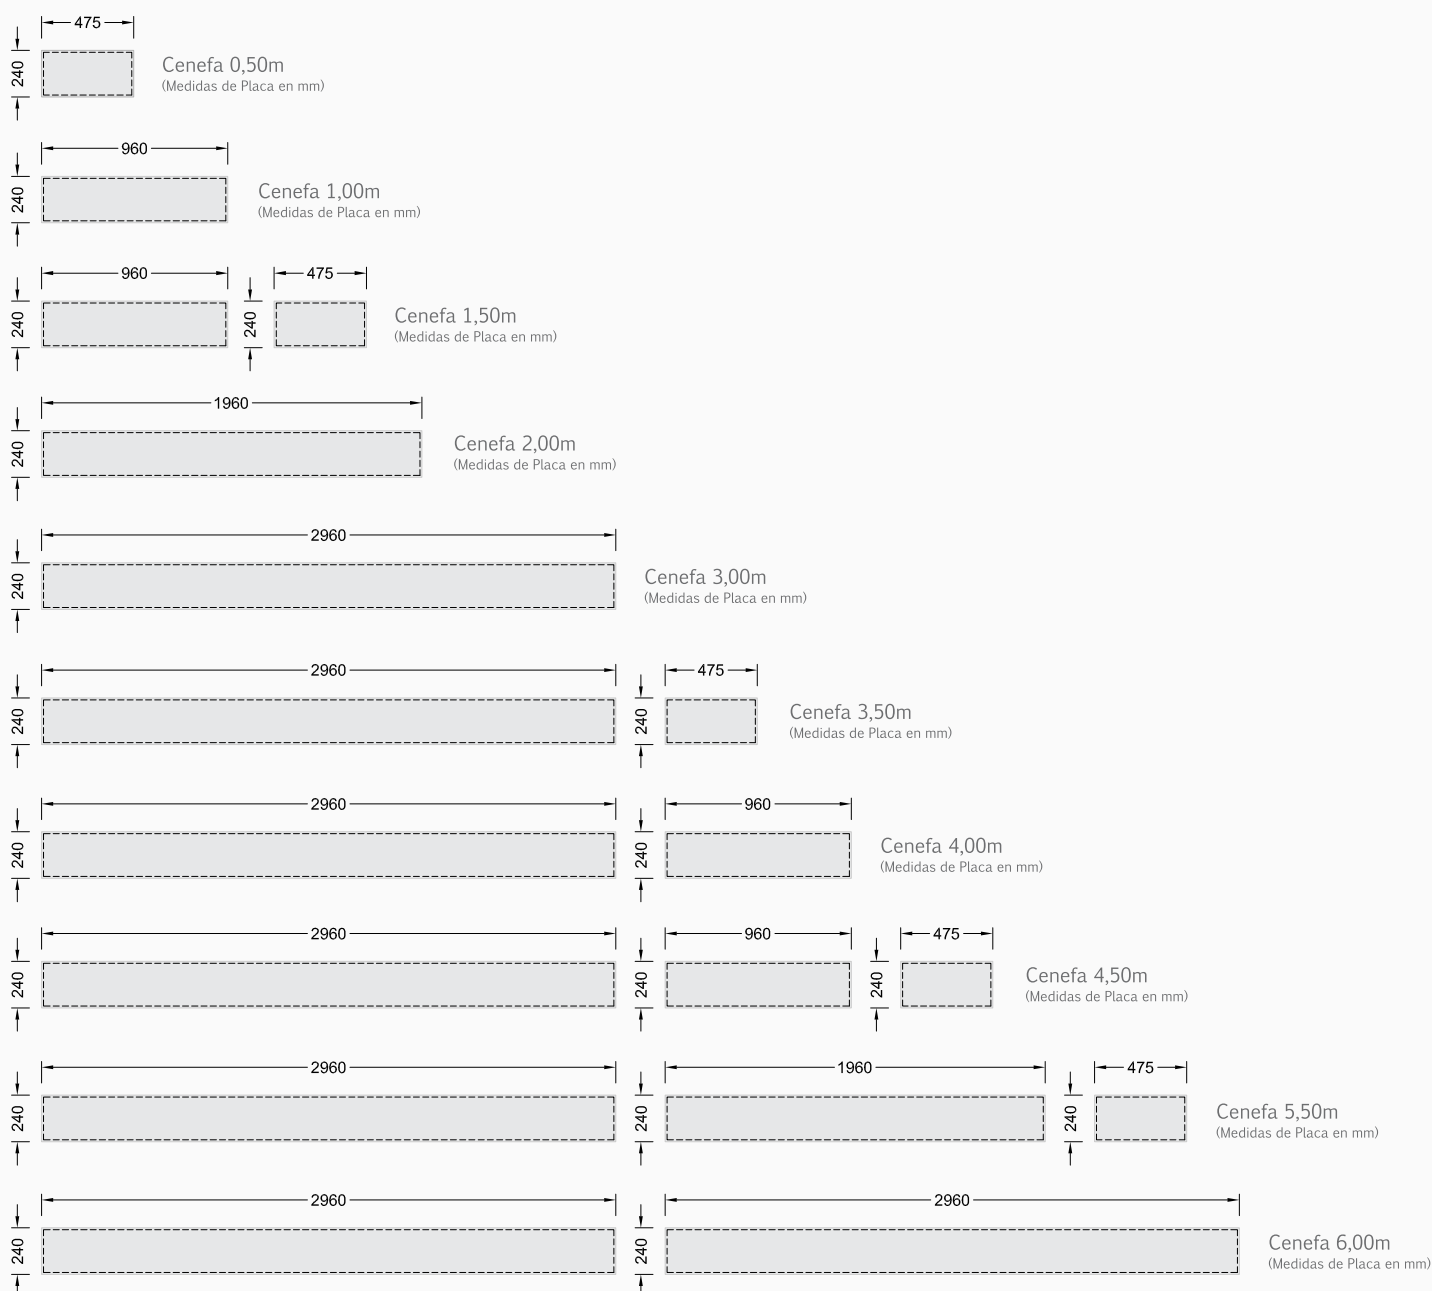 475
240
Cenefa 0,50m
(Medidas de Placa en mm)
960
240
Cenefa 1,00m
(Medidas de Placa en mm)
960
475
240
240
Cenefa 1,50m
(Medidas de Placa en mm)
1960
240
Cenefa 2,00m
(Medidas de Placa en mm)
2960
240
Cenefa 3,00m
(Medidas de Placa en mm)
2960
475
240
240
Cenefa 3,50m
(Medidas de Placa en mm)
2960
960
240
240
Cenefa 4,00m
(Medidas de Placa en mm)
2960
960
475
240
240
240
Cenefa 4,50m
(Medidas de Placa en mm)
2960
1960
475
240
240
240
Cenefa 5,50m
(Medidas de Placa en mm)
2960
2960
240
240
Cenefa 6,00m
(Medidas de Placa en mm)